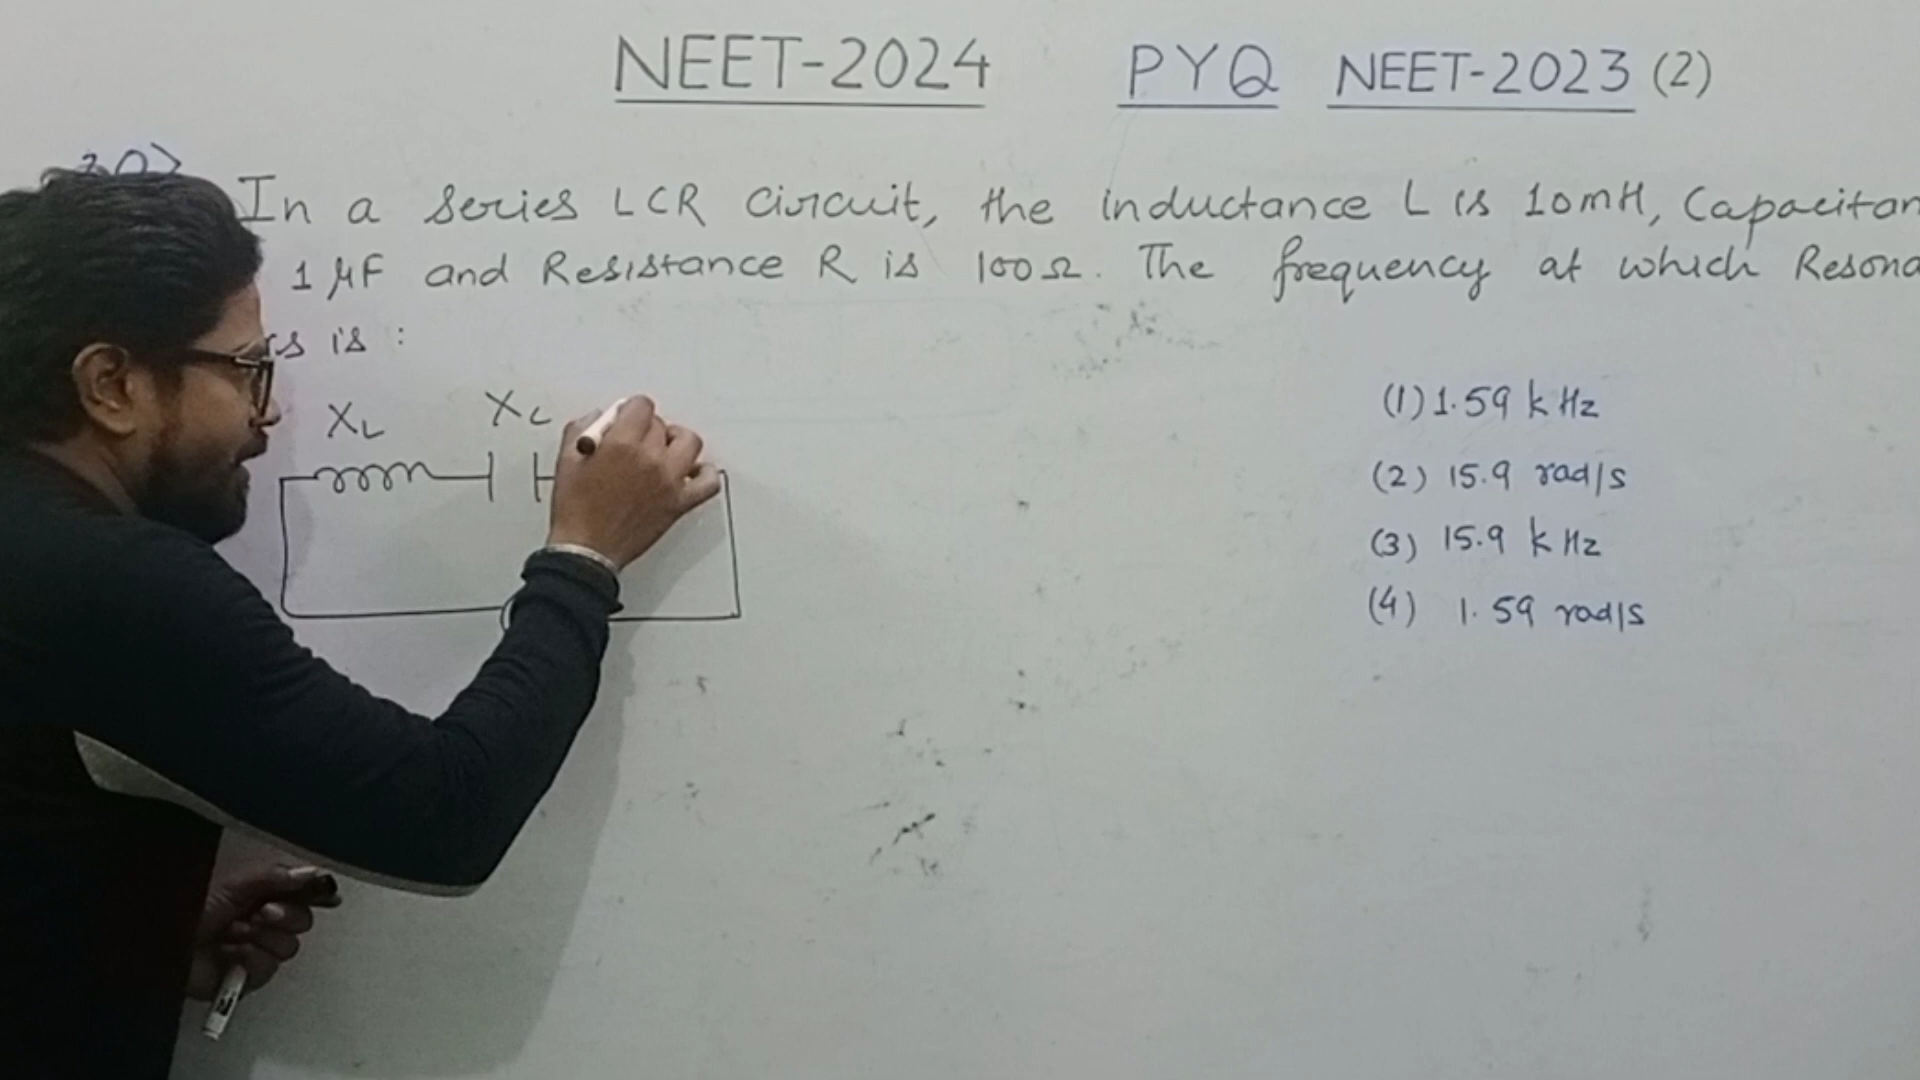 NEET-2024 PYQ NEET-2023 (2)
In a series LCR circuit, the inductance L is 10mH, Capacitan
1 μF and Resistance R is 100Ω. The frequency at which Resona
rs is :
XL XC
(1) 1.59 kHz
(2) 15.9 rad/s
(3) 15.9 kHz
(4) 1.59 rad/s